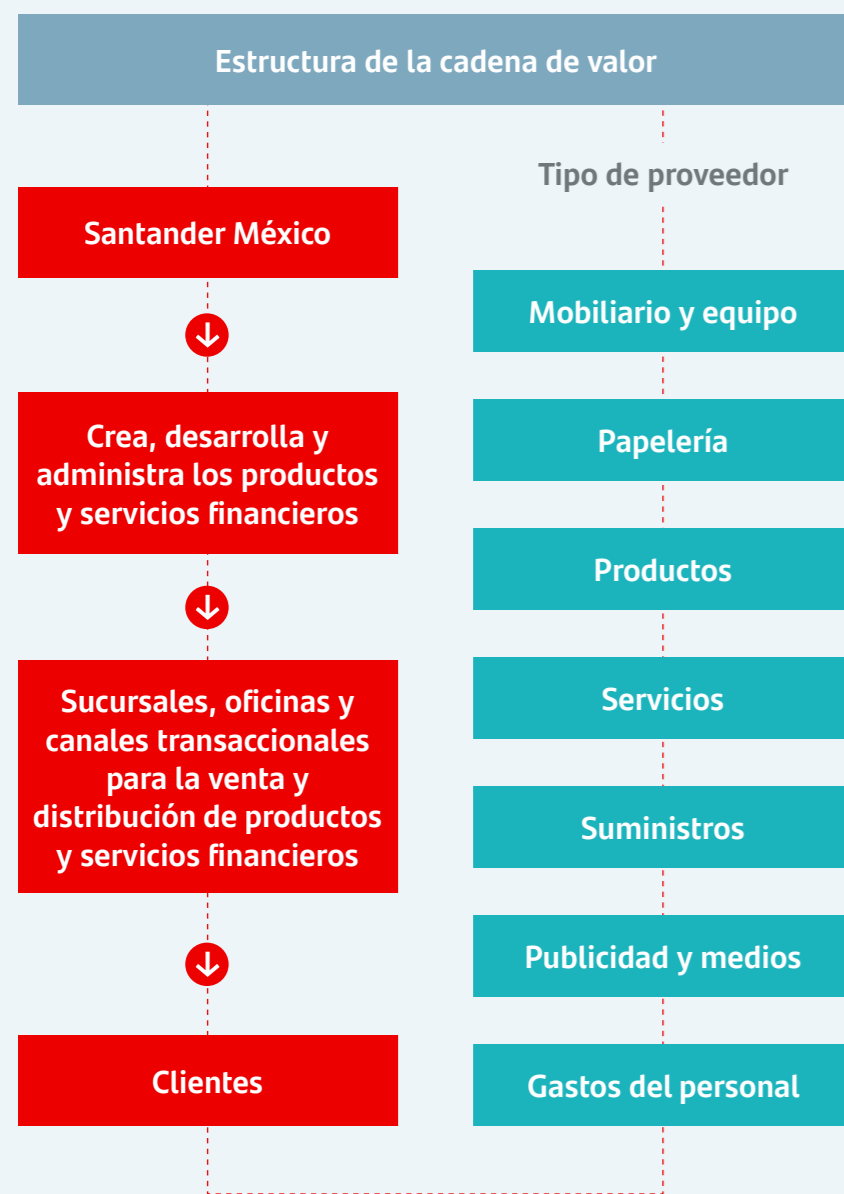 Estructura de la cadena de valor
Santander México
Crea, desarrolla y
administra los productos
y servicios financieros
Sucursales, oficinas y
canales transaccionales
para la venta y
distribución de productos
y servicios financieros
Clientes
Tipo de proveedor
Mobiliario y equipo
Papelería
Productos
Servicios
Suministros
Publicidad y medios
Gastos del personal